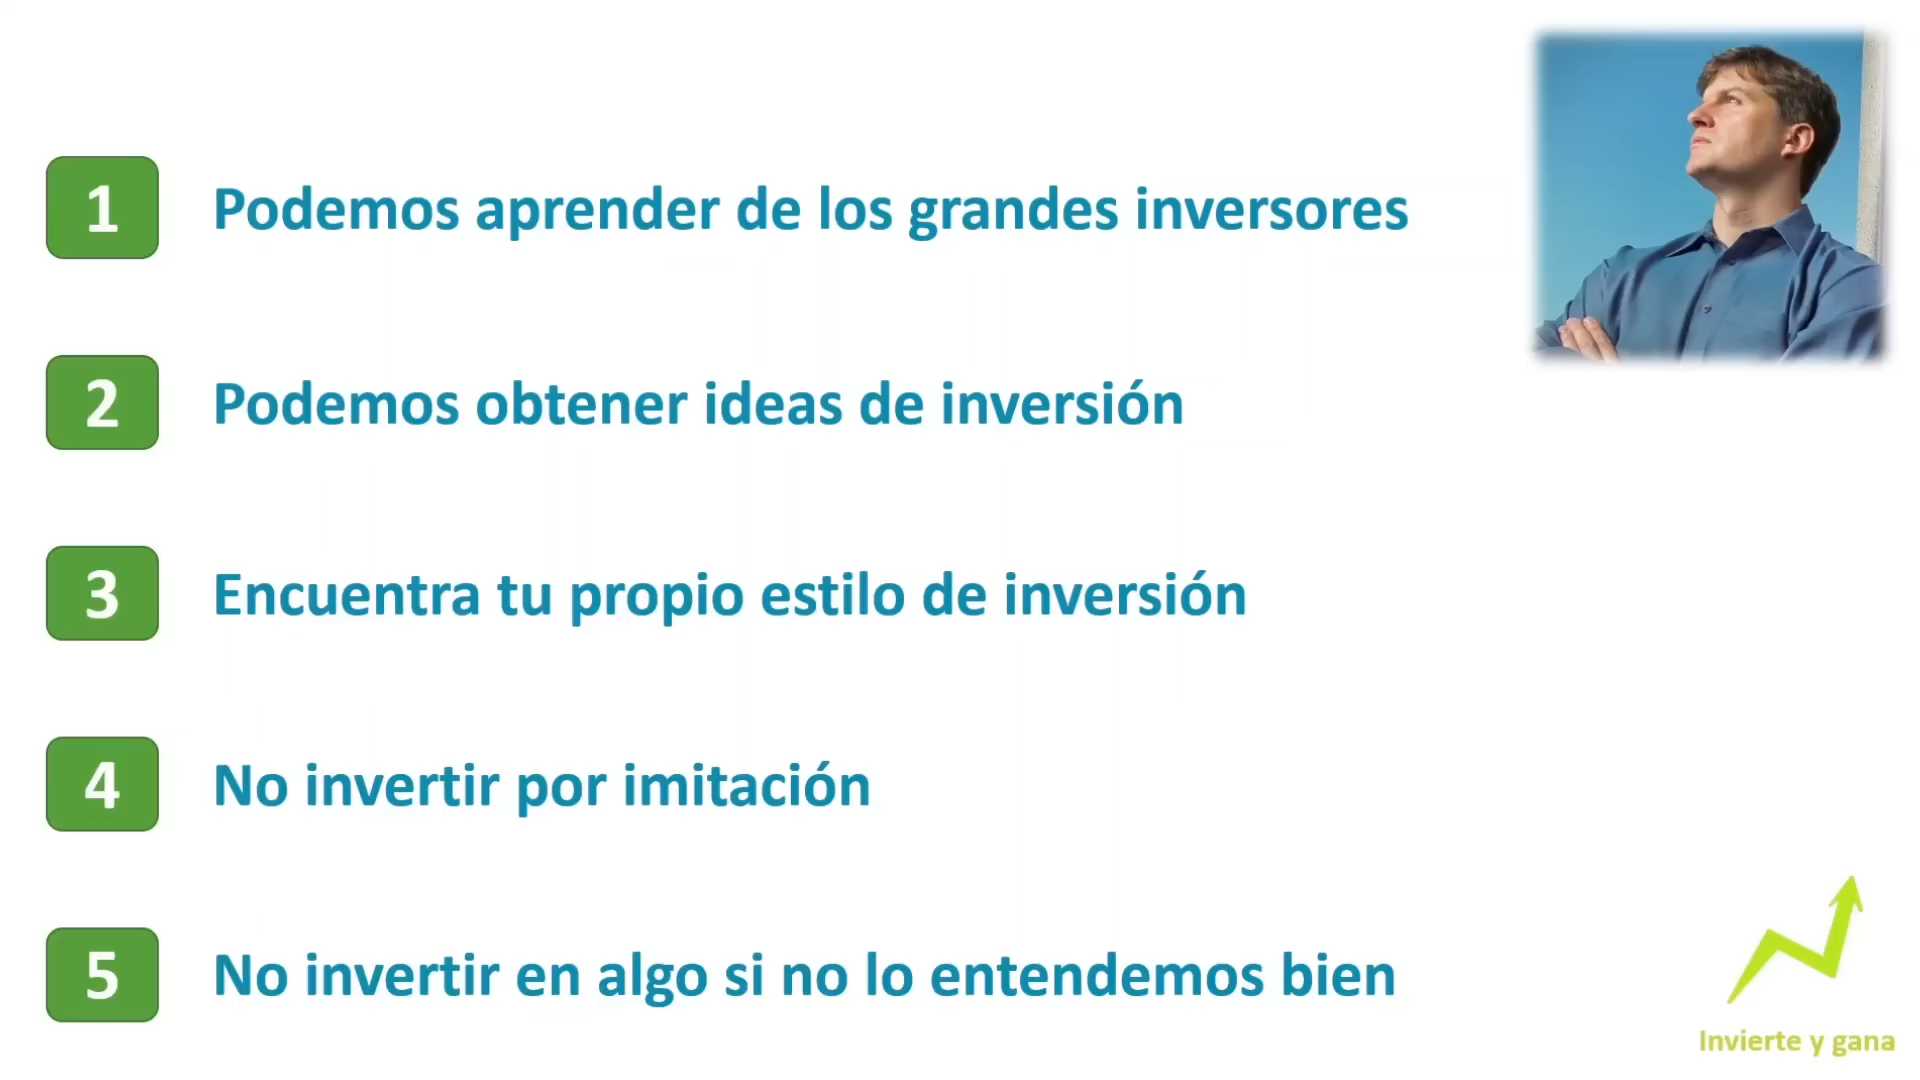 1 Podemos aprender de los grandes inversores
2 Podemos obtener ideas de inversión
3 Encuentra tu propio estilo de inversión
4 No invertir por imitación
5 No invertir en algo si no lo entendemos bien
Invierte y gana